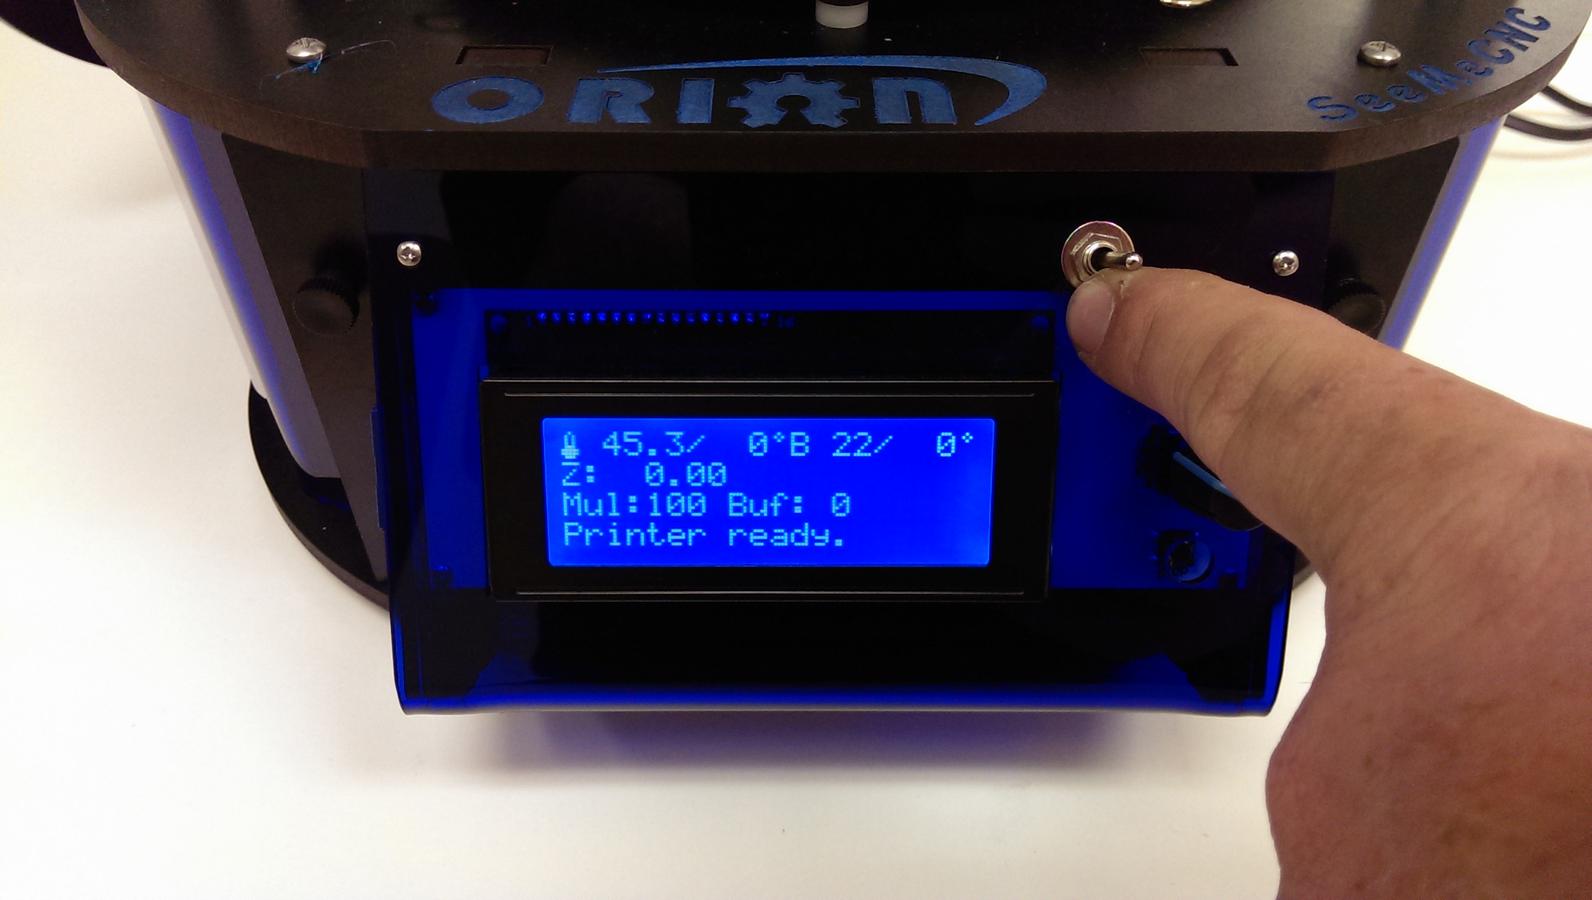 ORION
SeeMeCNC
45.3/ 0°B 22/ 0°
Z: 0.00
Mul:100 Buf: 0
Printer ready.